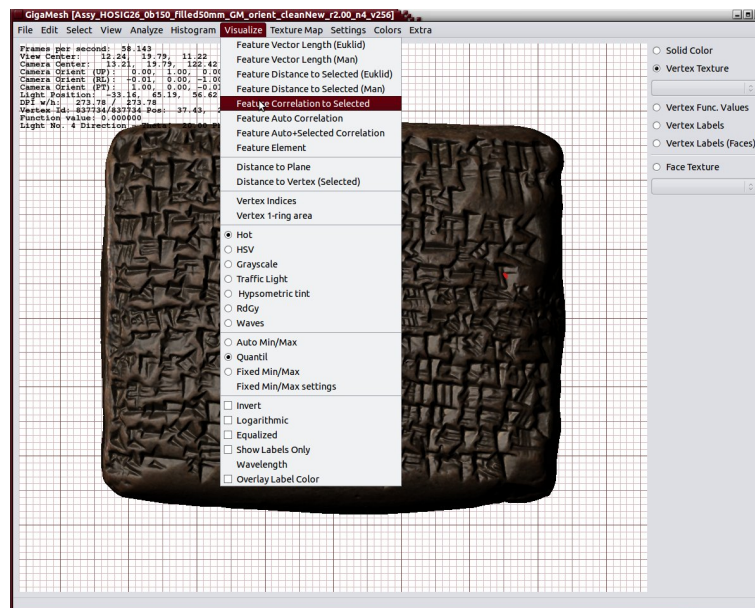 GigaMesh [Assy_HOSIG26_0b150_filled50mm_GM_orient_cleanNew_r2.00_n4_v256]
File Edit Select View Analyze Histogram Visualize Texture Map Settings Colors Extra
Frames per second: 58.143
View Center: 12.24, 19.79, 11.22
Camera Center: 13.21, 19.79, 122.42
Camera Orient (UP): 0.00, 1.00, 0.00
Camera Orient (RL): -0.01, 0.00, -1.00
Camera Orient (PT): 1.00, 0.00, -0.01
Light Position: -33.16, 65.19, 56.62
DPI w/h: 273.78 / 273.78
Vertex Id: 837734/837734 Pos: 37.43,
Function value: 0.000000
Light No. 4 Direction - Theta: 20.00
Feature Vector Length (Euklid)
Feature Vector Length (Man)
Feature Distance to Selected (Euklid)
Feature Distance to Selected (Man)
Feature Correlation to Selected
Feature Auto Correlation
Feature Auto+Selected Correlation
Feature Element
Distance to Plane
Distance to Vertex (Selected)
Vertex Indices
Vertex 1-ring area
Hot
HSV
Grayscale
Traffic Light
Hypsometric tint
RdGy
Waves
Auto Min/Max
Quantil
Fixed Min/Max
Fixed Min/Max settings
Invert
Logarithmic
Equalized
Show Labels Only
Wavelength
Overlay Label Color
Solid Color
Vertex Texture
Vertex Func. Values
Vertex Labels
Vertex Labels (Faces)
Face Texture